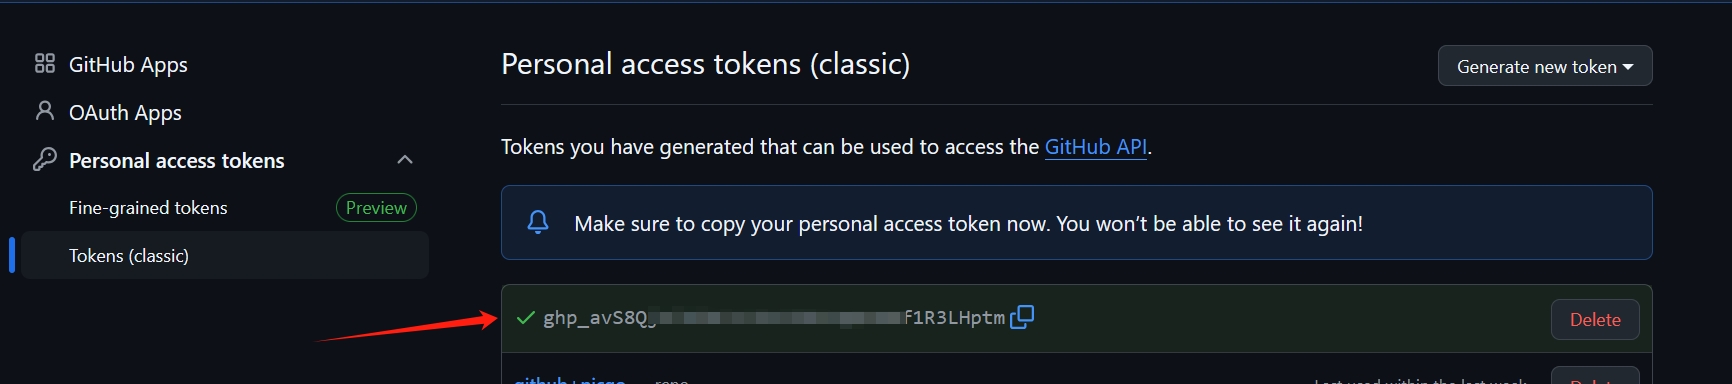 GitHub Apps
OAuth Apps
Personal access tokens
Fine-grained tokens Preview
Tokens (classic)
Personal access tokens (classic)
Generate new token
Tokens you have generated that can be used to access the GitHub API.
Make sure to copy your personal access token now. You won’t be able to see it again!
ghp_avS8Q f1R3LHptm
Delete